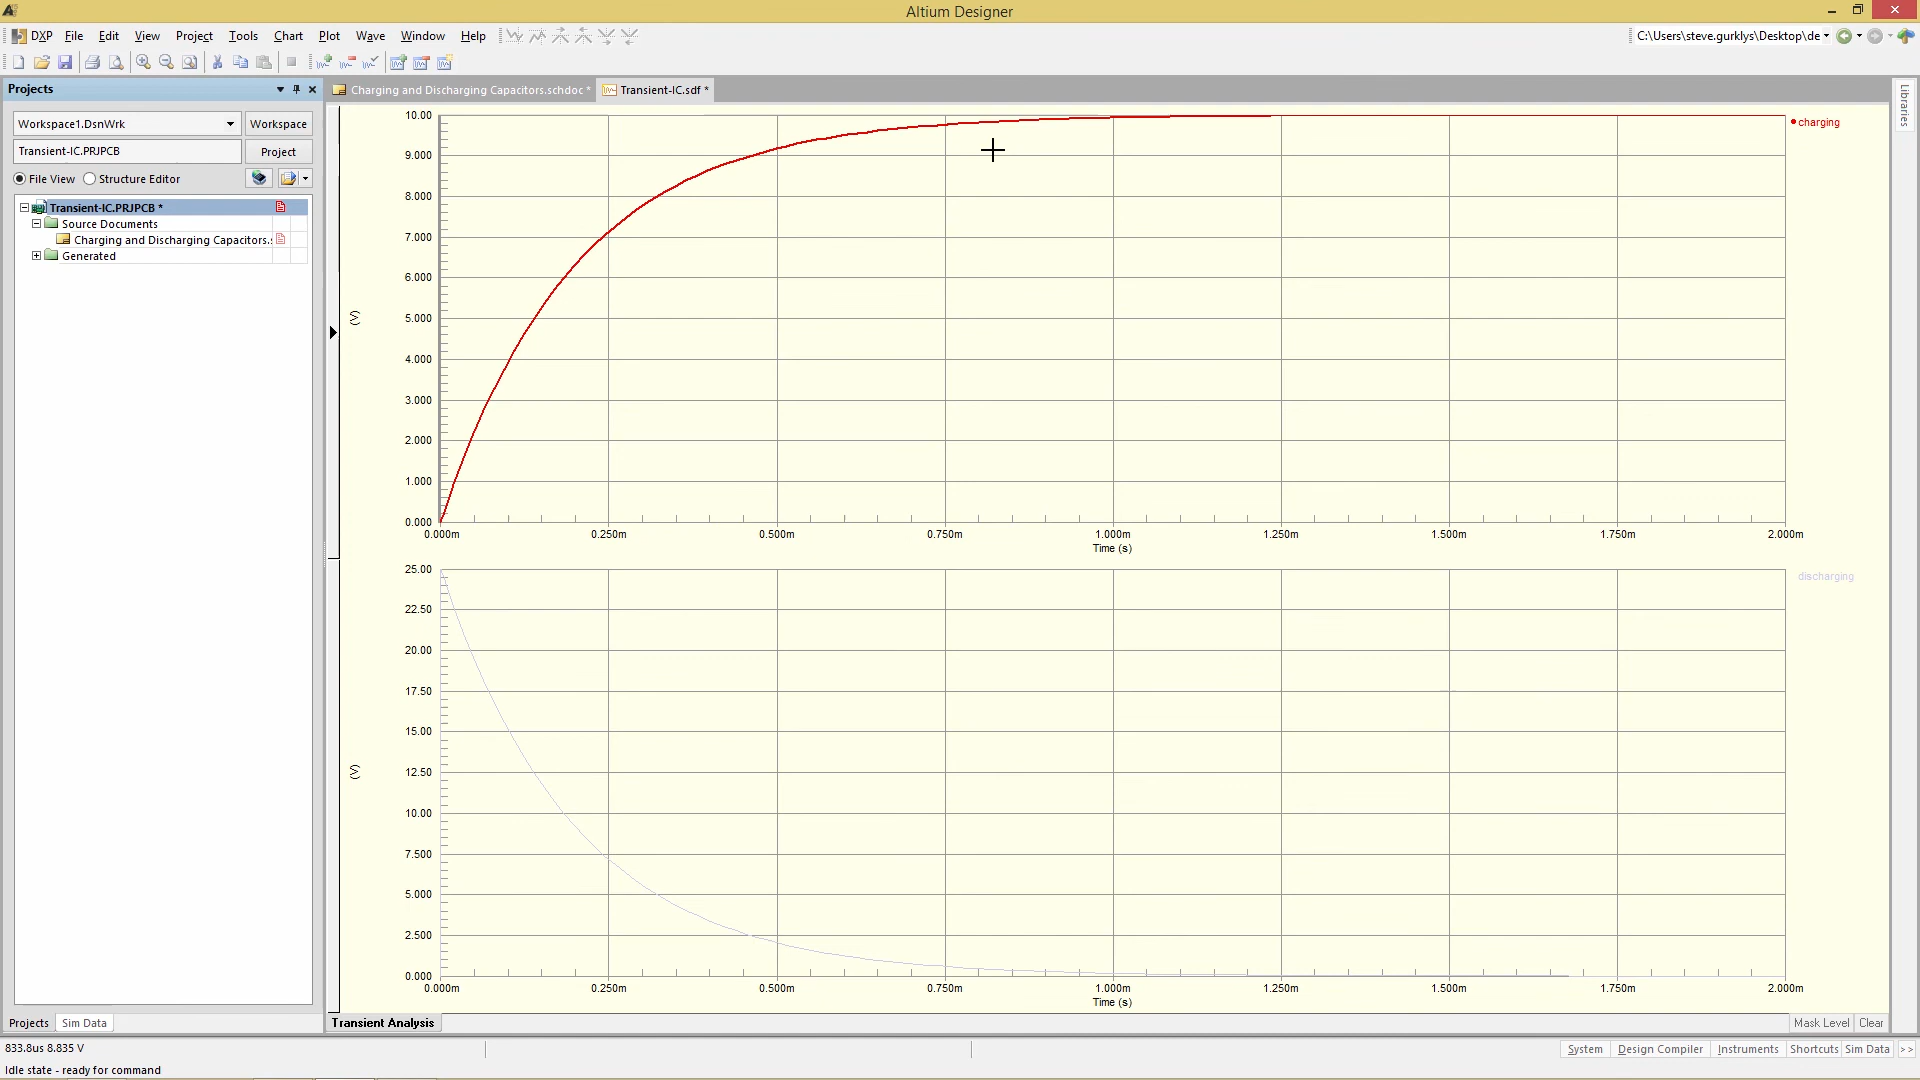 Altium Designer
DXP File Edit View Project Tools Chart Plot Wave Window Help
C:\Users\steve.gurklys\Desktop\de
Projects
Charging and Discharging Capacitors.schdoc *
Transient-IC.sdf *
Workspace1.DsnWrk
Workspace
Transient-IC.PRJPCB
Project
File View
Structure Editor
Transient-IC.PRJPCB *
Source Documents
Charging and Discharging Capacitors.
Generated
Libraries
10.00
9.000
8.000
7.000
6.000
5.000
4.000
3.000
2.000
1.000
0.000
(V)
charging
0.000m 0.250m 0.500m 0.750m 1.000m 1.250m 1.500m 1.750m 2.000m
Time (s)
25.00
22.50
20.00
17.50
15.00
12.50
10.00
7.500
5.000
2.500
0.000
(V)
discharging
0.000m 0.250m 0.500m 0.750m 1.000m 1.250m 1.500m 1.750m 2.000m
Time (s)
Projects
Sim Data
Transient Analysis
Mask Level
Clear
833.8us 8.835 V
System Design Compiler Instruments Shortcuts Sim Data >>
Idle state - ready for command